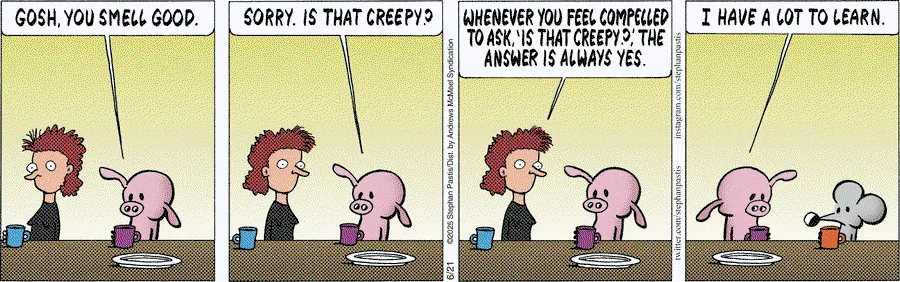 GOSH, YOU SMELL GOOD.
SORRY. IS THAT CREEPY?
©2025 Stephan Pastis/Dist. by Andrews McMeel Syndication
6/21
WHENEVER YOU FEEL COMPELLED
TO ASK, 'IS THAT CREEPY?,' THE
ANSWER IS ALWAYS YES.
twitter.com/stephanpastis
instagram.com/stephanpastis
I HAVE A LOT TO LEARN.